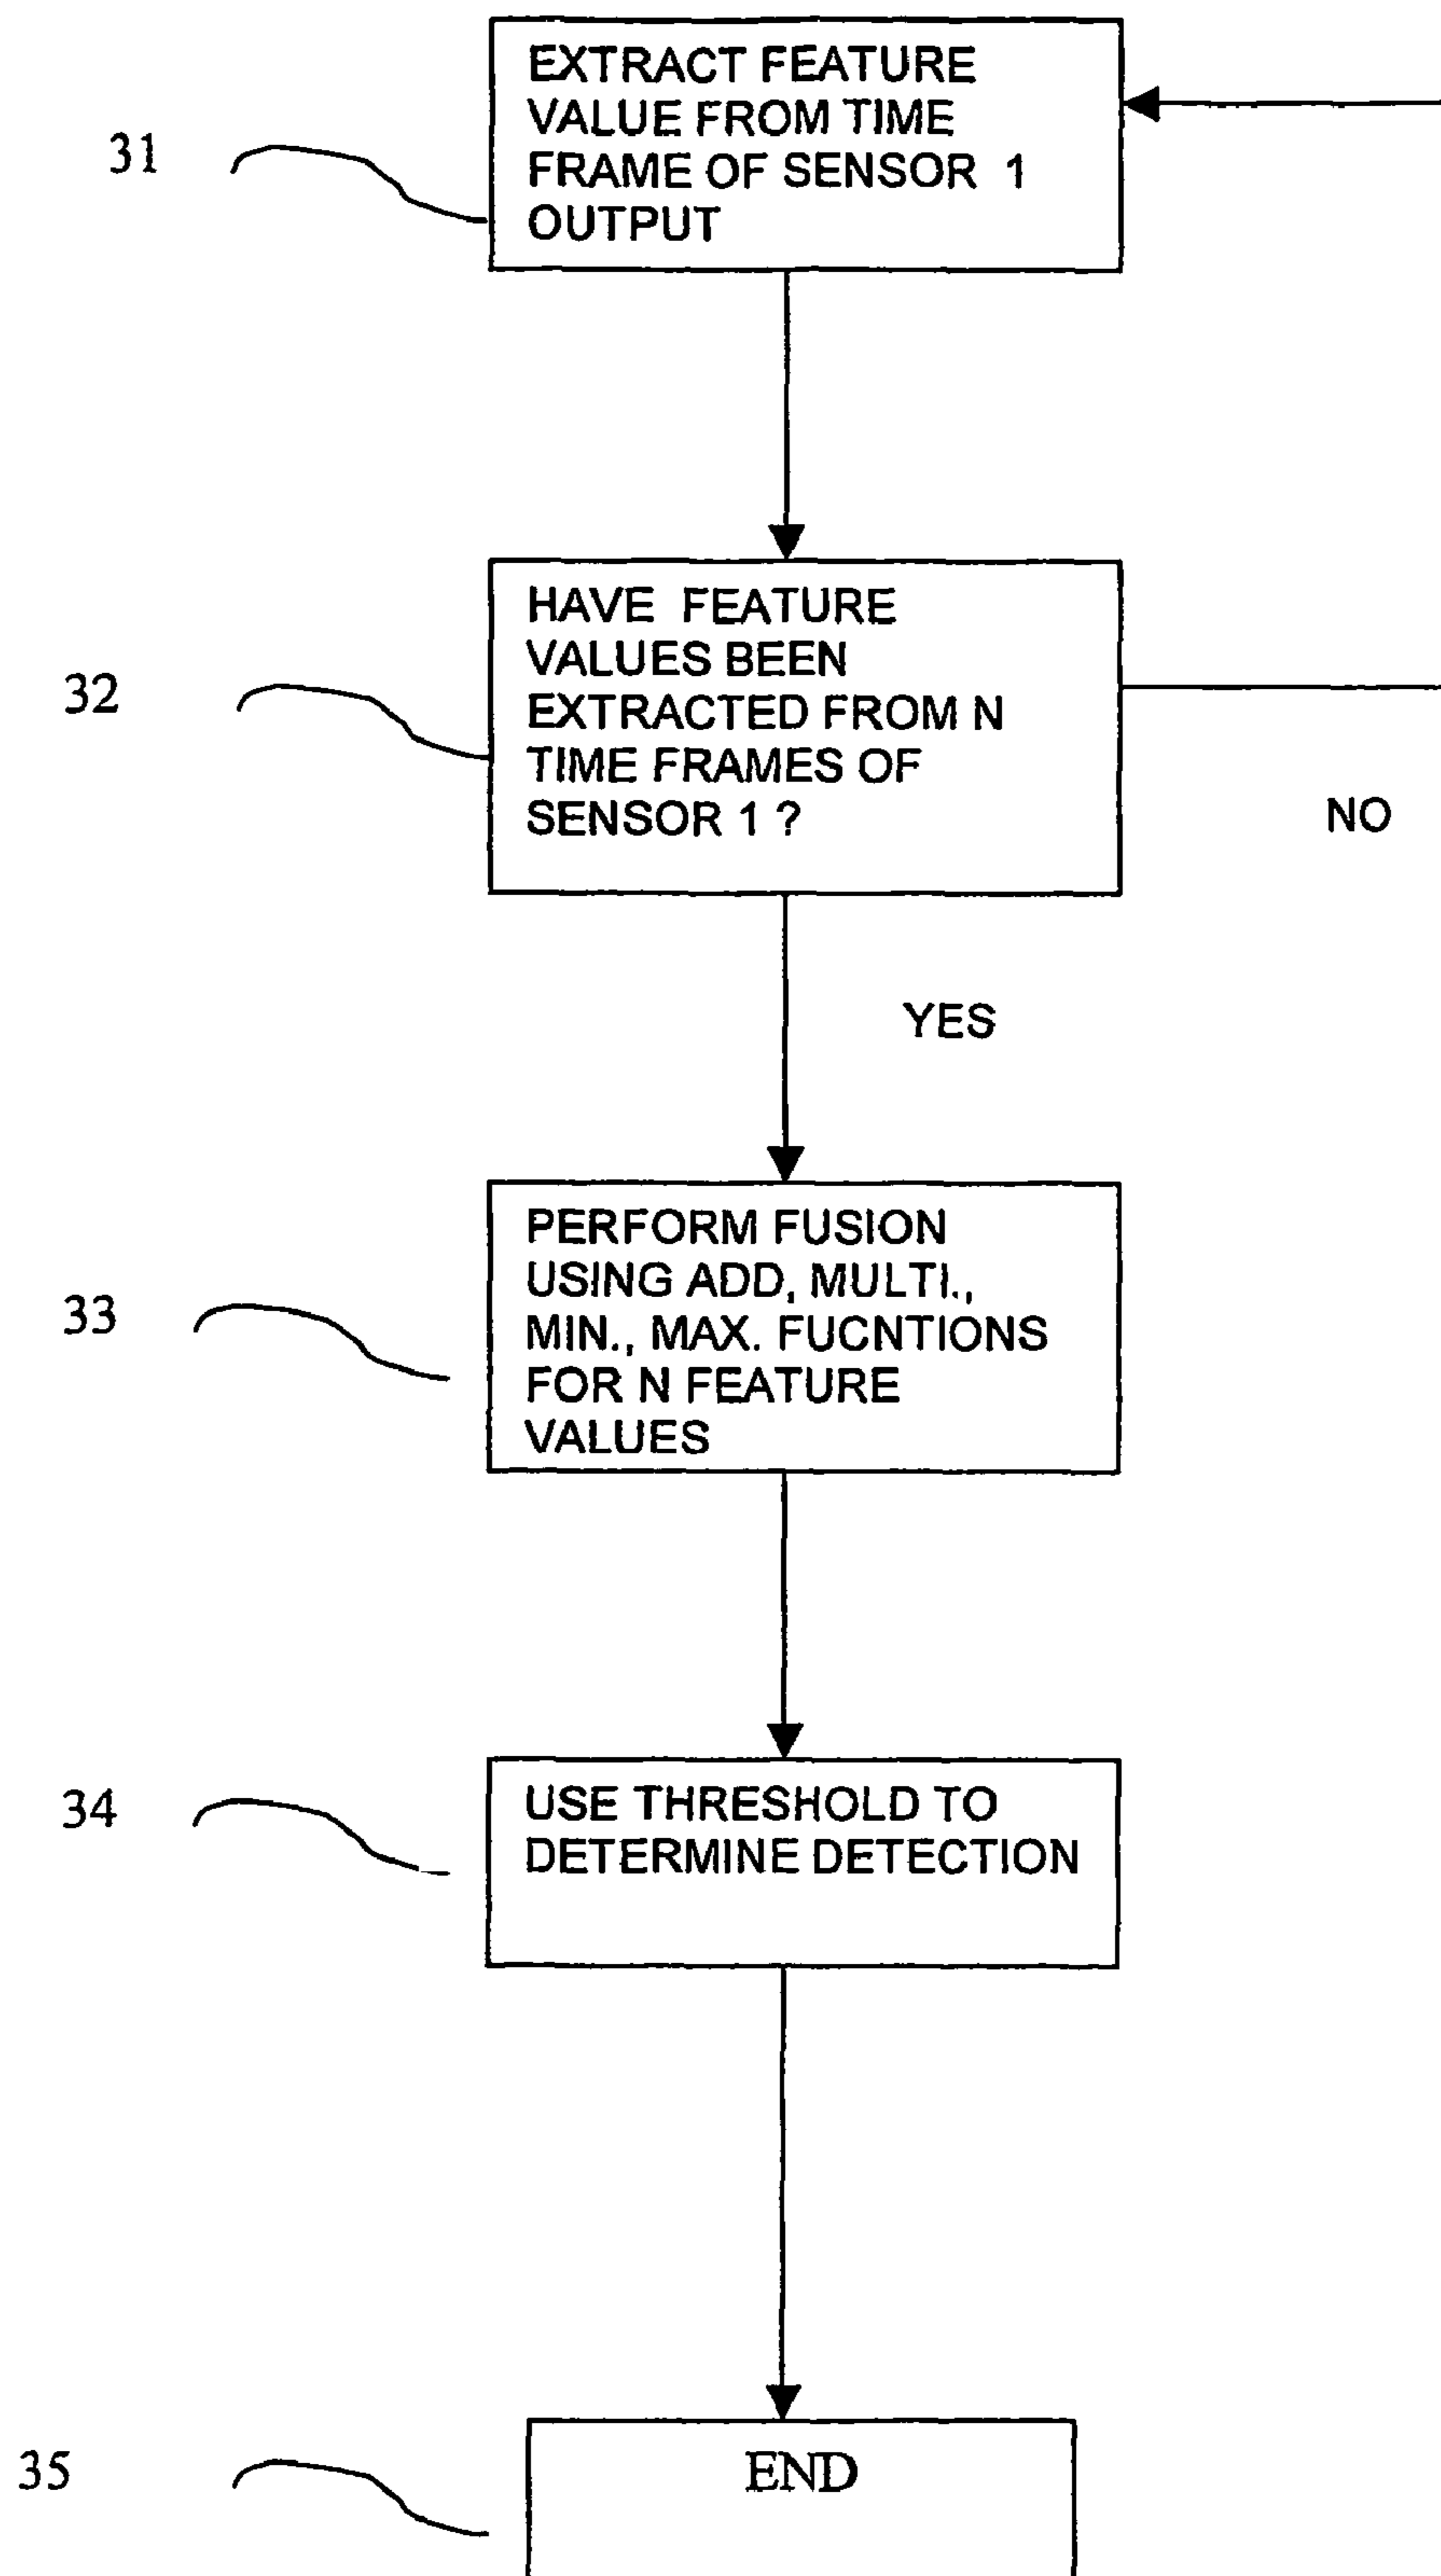 EXTRACT FEATURE
VALUE FROM TIME
FRAME OF SENSOR 1
OUTPUT
31
HAVE FEATURE
VALUES BEEN
EXTRACTED FROM N
TIME FRAMES OF
SENSOR 1 ?
32
NO
YES
PERFORM FUSION
USING ADD, MULTI.,
MIN., MAX. FUCNTIONS
FOR N FEATURE
VALUES
33
USE THRESHOLD TO
DETERMINE DETECTION
34
END
35